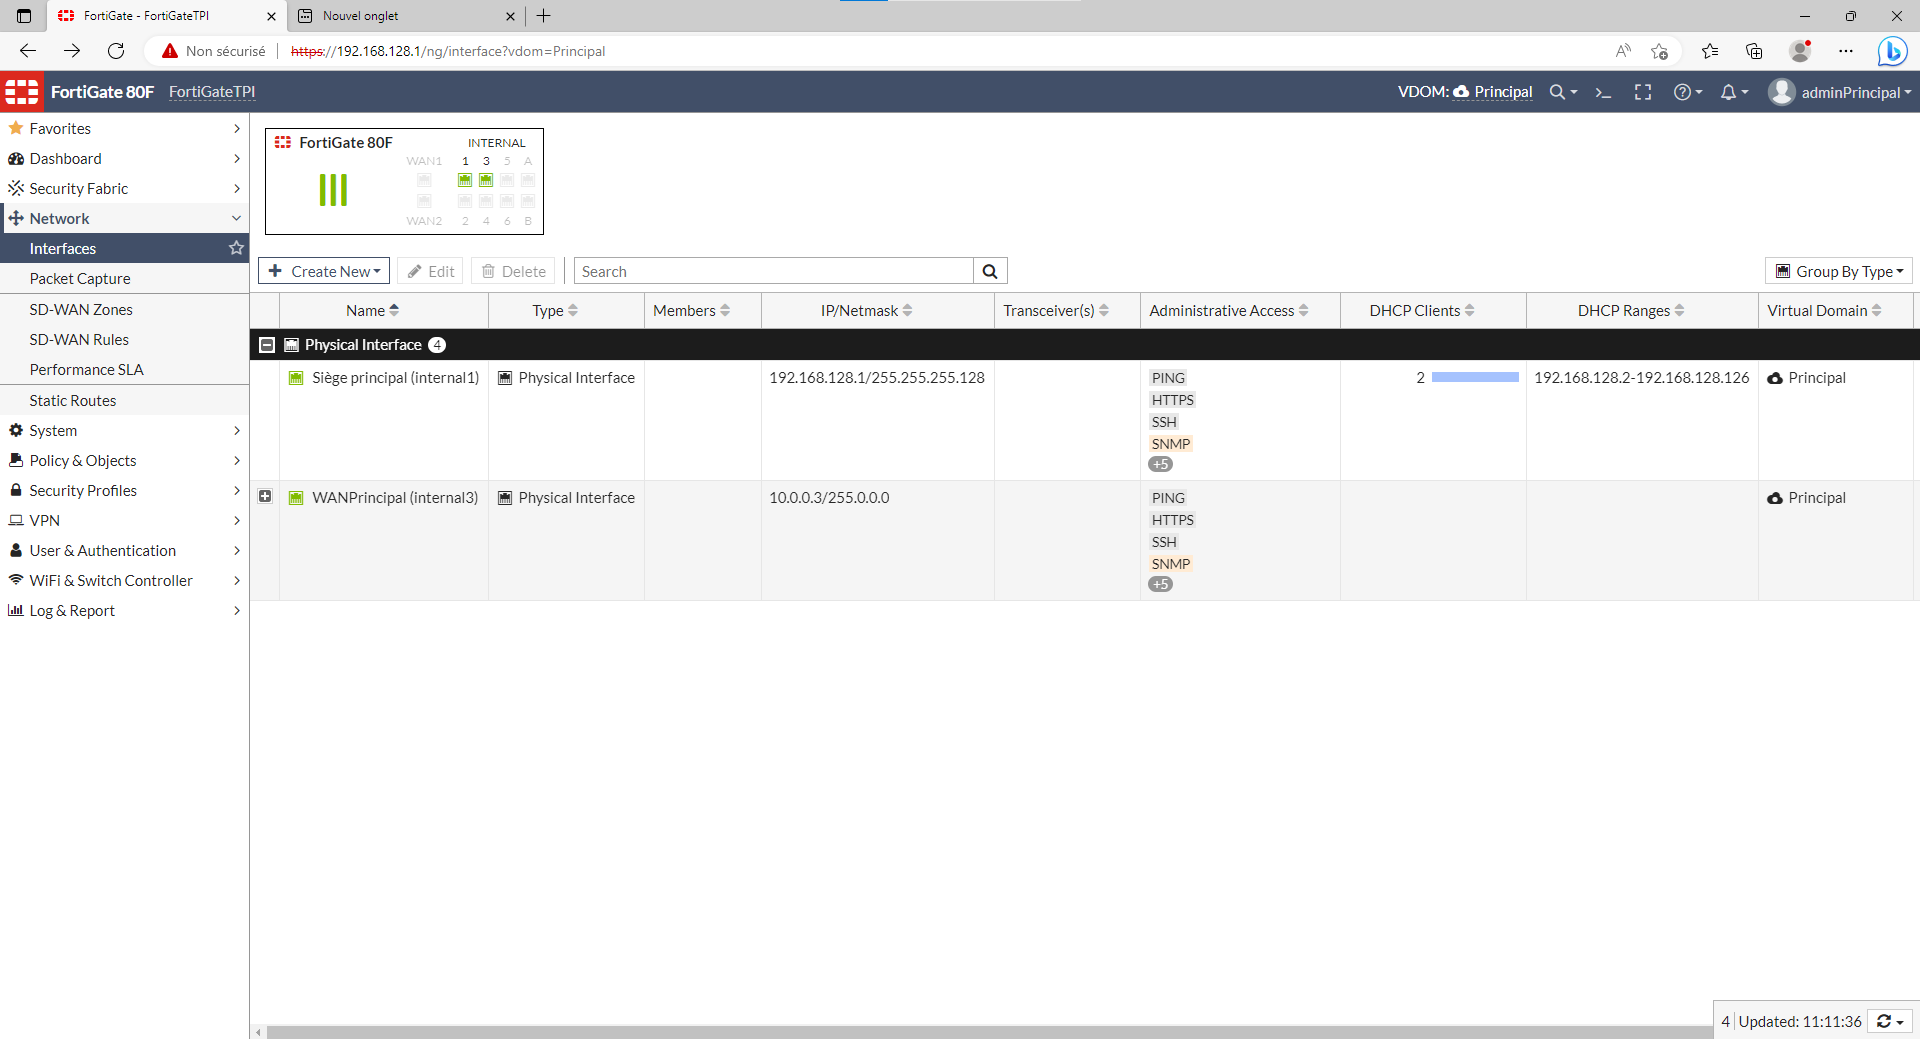 FortiGate - FortiGateTPI
Nouvel onglet
Non sécurisé
https://192.168.128.1/ng/interface?vdom=Principal
FortiGate 80F FortiGateTPI
VDOM: Principal
adminPrincipal
Favorites
Dashboard
Security Fabric
Network
Interfaces
Packet Capture
SD-WAN Zones
SD-WAN Rules
Performance SLA
Static Routes
System
Policy & Objects
Security Profiles
VPN
User & Authentication
WiFi & Switch Controller
Log & Report
FortiGate 80F
INTERNAL
WAN1 1 3 5 A
WAN2 2 4 6 B
Create New Edit Delete Search
Group By Type
Name Type Members IP/Netmask Transceiver(s) Administrative Access DHCP Clients DHCP Ranges Virtual Domain
Physical Interface 4
Siège principal (internal1) Physical Interface 192.168.128.1/255.255.255.128 PING 2 192.168.128.2-192.168.128.126 Principal
HTTPS
SSH
SNMP
+5
WANPrincipal (internal3) Physical Interface 10.0.0.3/255.0.0.0 PING Principal
HTTPS
SSH
SNMP
+5
4 Updated: 11:11:36